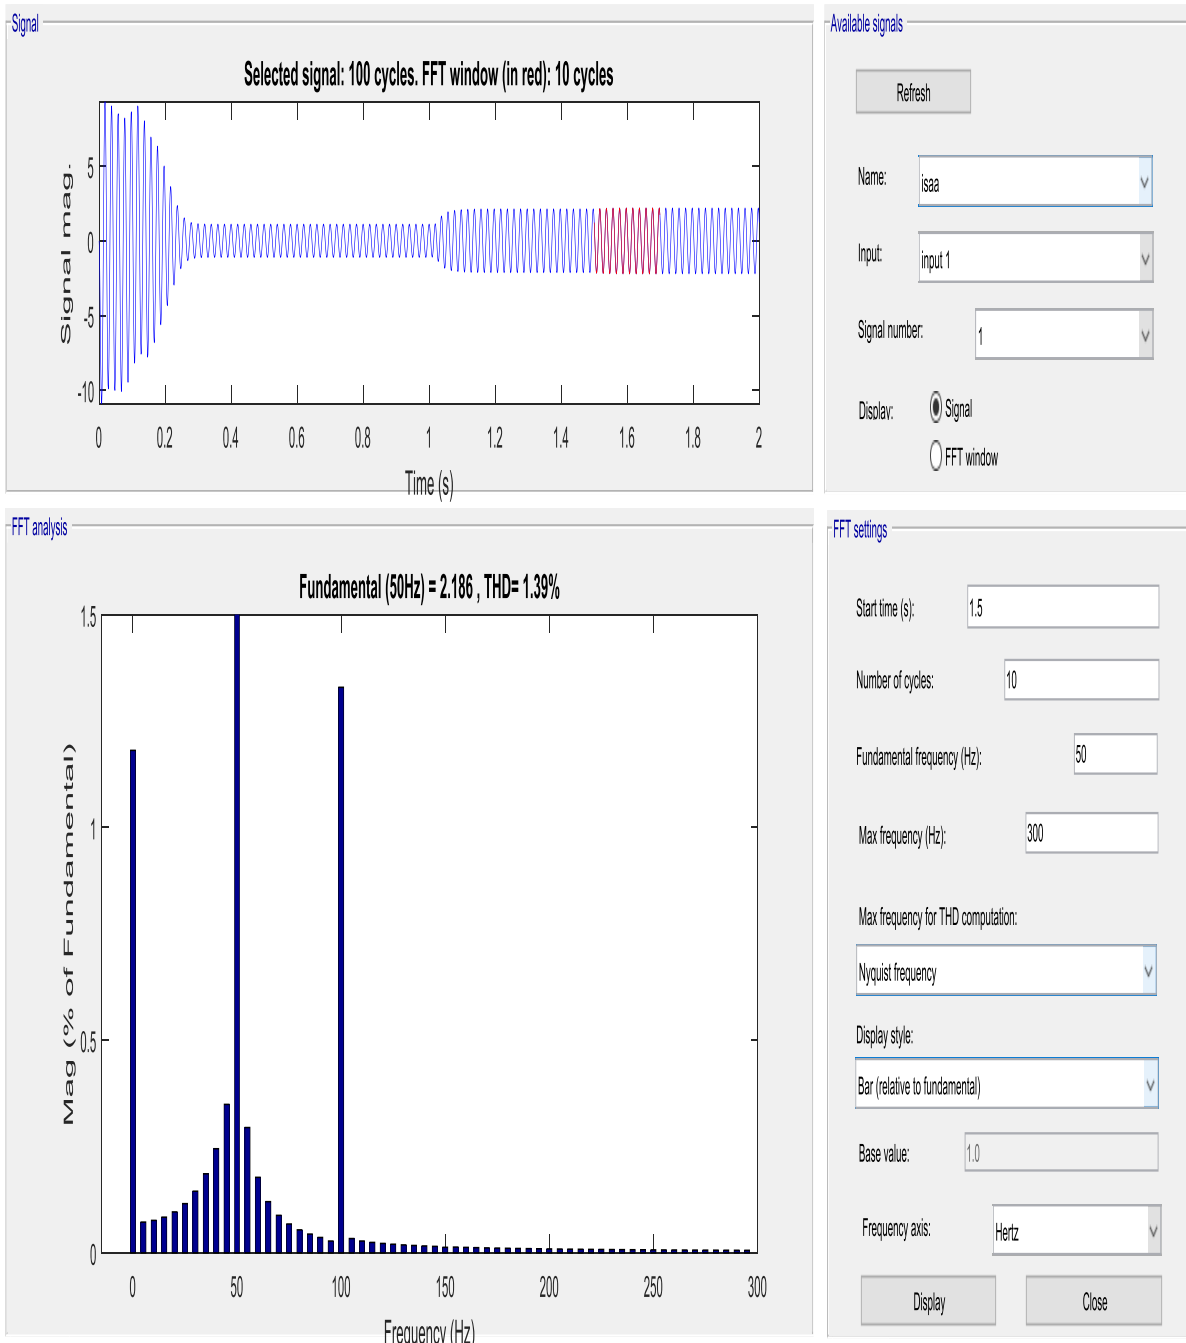 Signal
Selected signal: 100 cycles. FFT window (in red): 10 cycles
Signal mag.
5
0
-5
-10
0 0.2 0.4 0.6 0.8 1 1.2 1.4 1.6 1.8 2
Time (s)
Available signals
Refresh
Name: isaa
Input: input 1
Signal number: 1
Display: Signal
FFT window
FFT analysis
Fundamental (50Hz) = 2.186 , THD= 1.39%
Mag (% of Fundamental)
1.5
1
0.5
0
0 50 100 150 200 250 300
Frequency (Hz)
FFT settings
Start time (s): 1.5
Number of cycles: 10
Fundamental frequency (Hz): 50
Max frequency (Hz): 300
Max frequency for THD computation:
Nyquist frequency
Display style:
Bar (relative to fundamental)
Base value: 1.0
Frequency axis: Hertz
Display Close